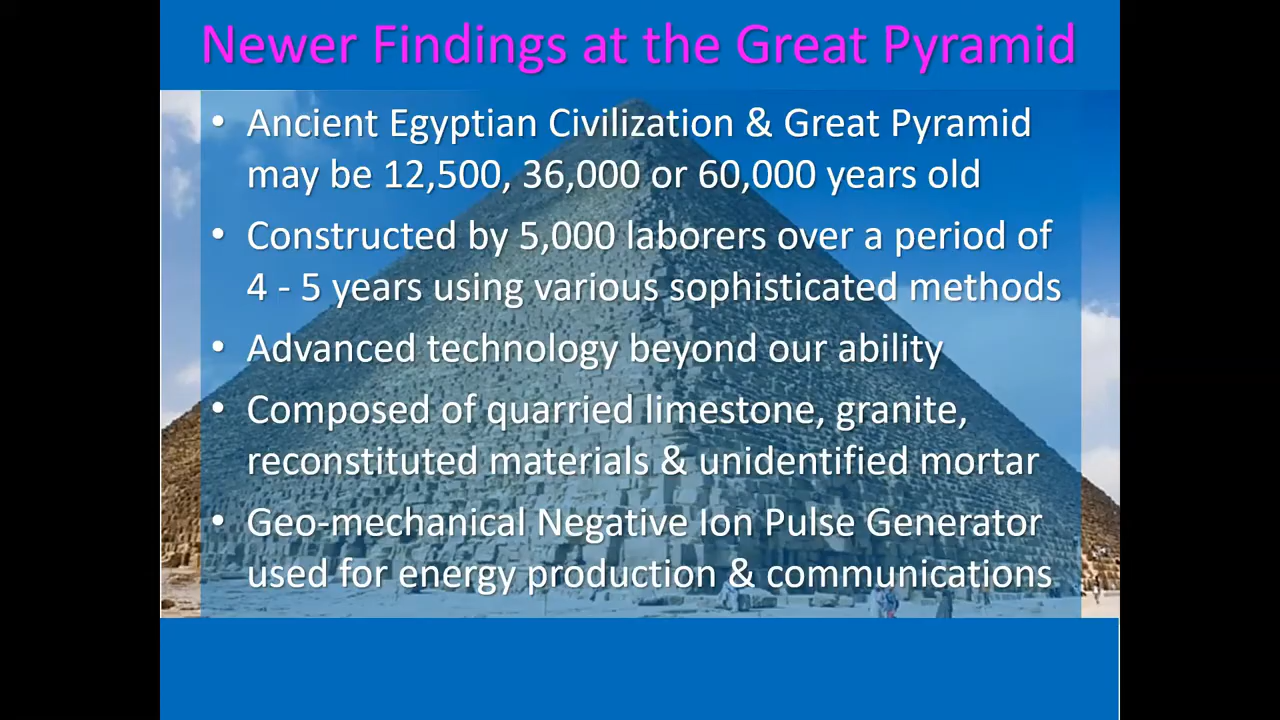 Newer Findings at the Great Pyramid
• Ancient Egyptian Civilization & Great Pyramid
may be 12,500, 36,000 or 60,000 years old
• Constructed by 5,000 laborers over a period of
4 - 5 years using various sophisticated methods
• Advanced technology beyond our ability
• Composed of quarried limestone, granite,
reconstituted materials & unidentified mortar
• Geo-mechanical Negative Ion Pulse Generator
used for energy production & communications